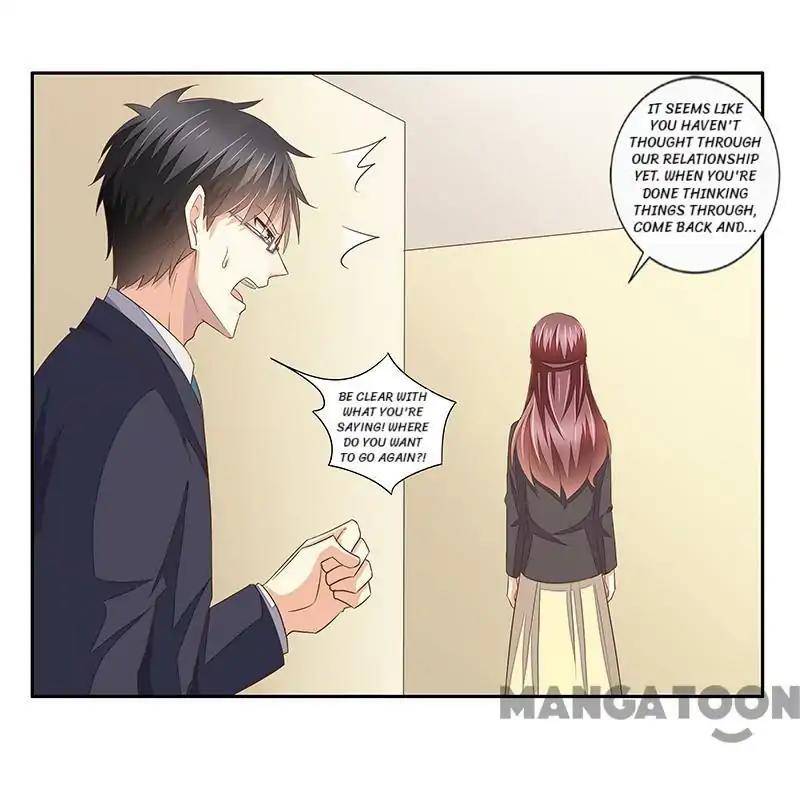 IT SEEMS LIKE
YOU HAVEN'T
THOUGHT THROUGH
OUR RELATIONSHIP
YET. WHEN YOU'RE
DONE THINKING
THINGS THROUGH,
COME BACK AND...
BE CLEAR WITH
WHAT YOU'RE
SAYING! WHERE
DO YOU WANT
TO GO AGAIN?!
MANGATOON